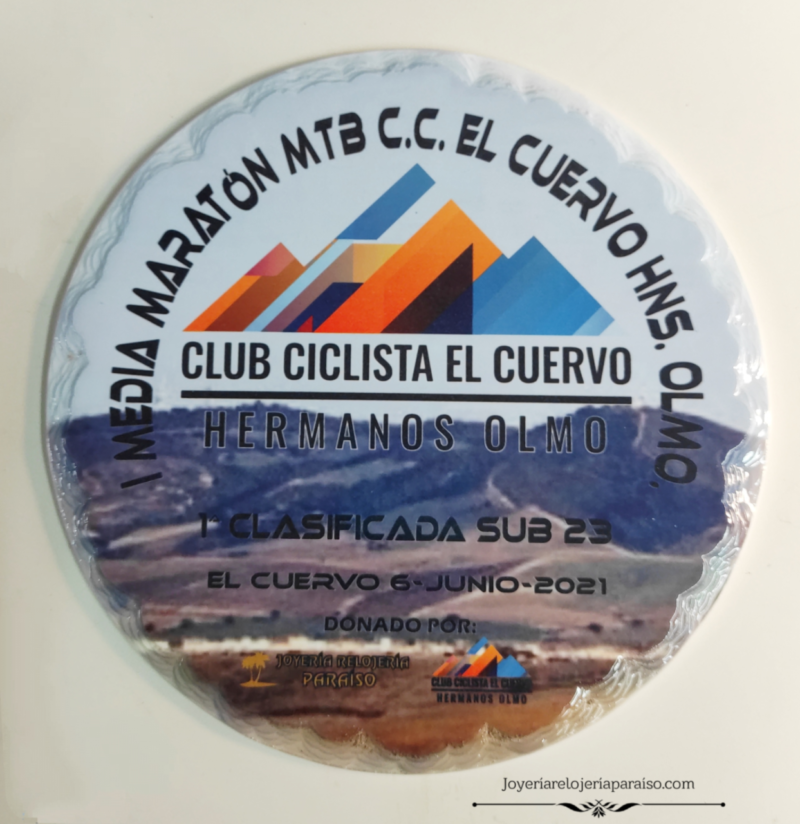 I MEDIA MARATÓN MTB C.C. EL CUERVO HNS. OLMO,
CLUB CICLISTA EL CUERVO
HERMANOS OLMO
1ª CLASIFICADA SUB 23
EL CUERVO 6-JUNIO-2021
DONADO POR:
JOYERÍA RELOJERÍA
PARAÍSO
CLUB CICLISTA EL CUERVO
HERMANOS OLMO
Joyeriarelojeriaparaiso.com